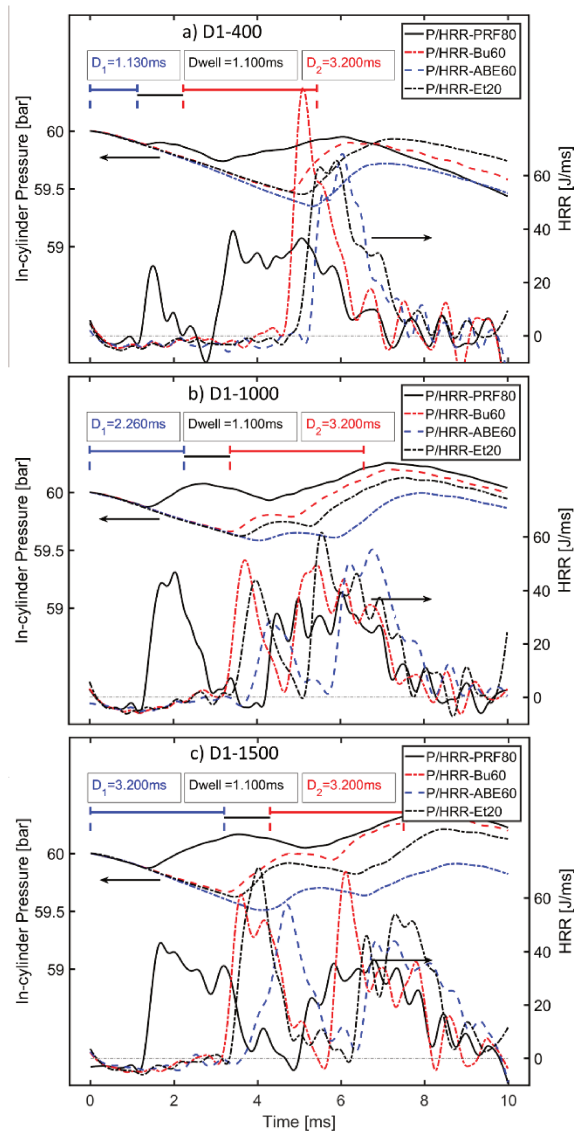 a) D1-400
D1=1.130ms Dwell =1.100ms D2=3.200ms
P/HRR-PRF80
P/HRR-Bu60
P/HRR-ABE60
P/HRR-Et20
In-cylinder Pressure [bar]
60
59.5
59
HRR [J/ms]
60
40
20
0
b) D1-1000
D1=2.260ms Dwell =1.100ms D2=3.200ms
P/HRR-PRF80
P/HRR-Bu60
P/HRR-ABE60
P/HRR-Et20
In-cylinder Pressure [bar]
60
59.5
59
HRR [J/ms]
60
40
20
0
c) D1-1500
D1=3.200ms Dwell =1.100ms D2=3.200ms
P/HRR-PRF80
P/HRR-Bu60
P/HRR-ABE60
P/HRR-Et20
In-cylinder Pressure [bar]
60
59.5
59
HRR [J/ms]
60
40
20
0
0 2 4 6 8 10
Time [ms]